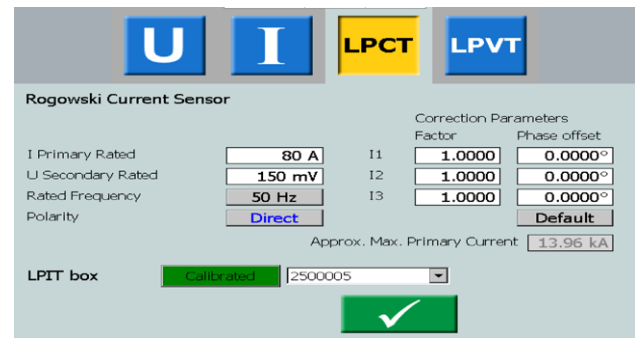 U I LPCT LPVT
Rogowski Current Sensor
Correction Parameters
Factor Phase offset
I Primary Rated 80 A I1 1.0000 0.0000°
U Secondary Rated 150 mV I2 1.0000 0.0000°
Rated Frequency 50 Hz I3 1.0000 0.0000°
Polarity Direct Default
Approx. Max. Primary Current 13.96 kA
LPIT box Calibrated 2500005